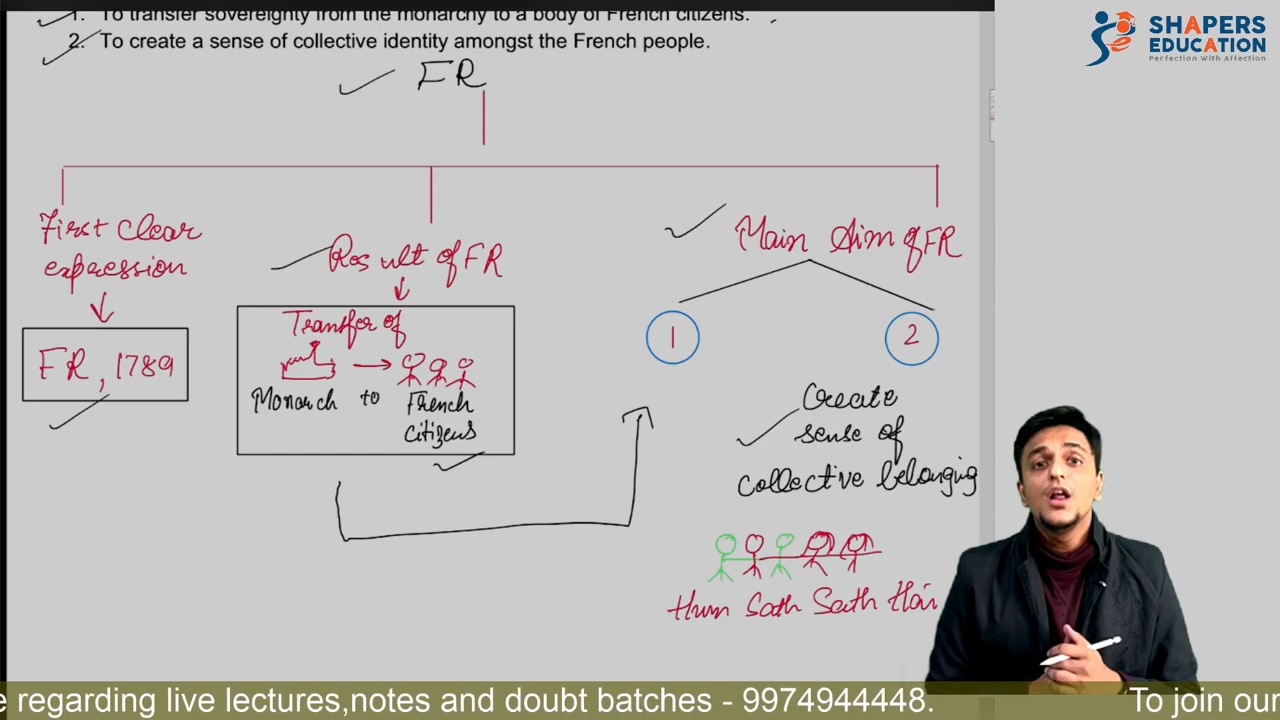 1. To transfer sovereignty from the monarchy to a body of French citizens.
2. To create a sense of collective identity amongst the French people.
SHAPERS
EDUCATION
Perfection With Affection
FR
First Clear
expression
FR, 1789
Result of FR
Transfer of
Monarch to French
Citizens
Main Aim of FR
1
2
Create
sense of
collective belonging
Hum Sath Sath Hai
e regarding live lectures,notes and doubt batches - 9974944448. To join our